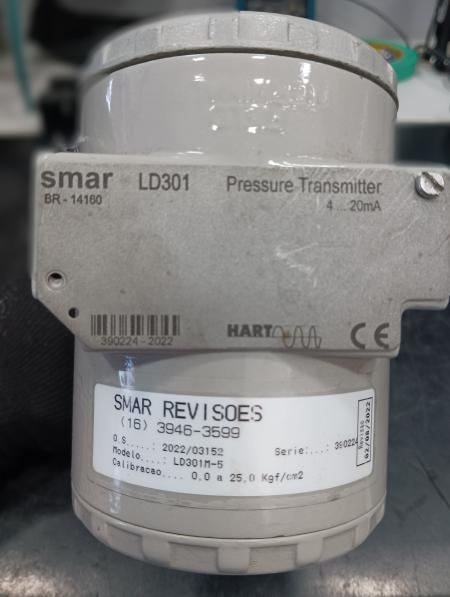 smar LD301 Pressure Transmitter
BR - 14160 4 ... 20mA
390224 - 2022 HART CE
SMAR REVISOES
(16) 3946-3599
O.S.....: 2022/03152 Serie:...: 390224
Modelo....: LD301M-5
Calibracao.... 0,0 a 25,0 Kgf/cm2
Revisão
02/08/2022